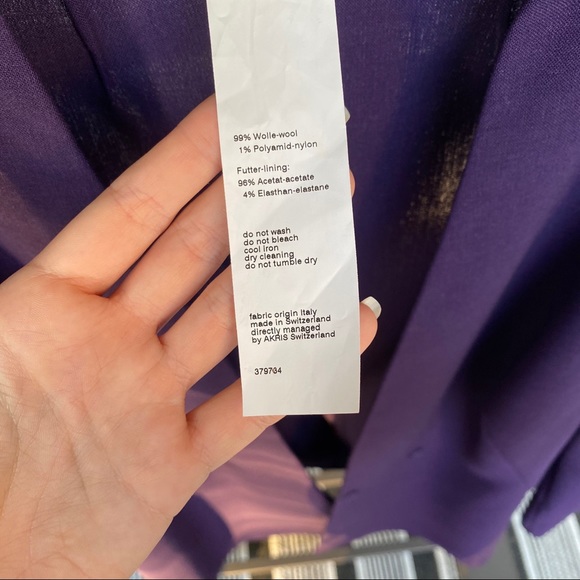 99% Wolle-wool
1% Polyamid-nylon
Futter-lining:
96% Acetat-acetate
4% Elasthan-elastane
do not wash
do not bleach
cool iron
dry cleaning
do not tumble dry
fabric origin Italy
made in Switzerland
directly managed
by AKRIS Switzerland
379704